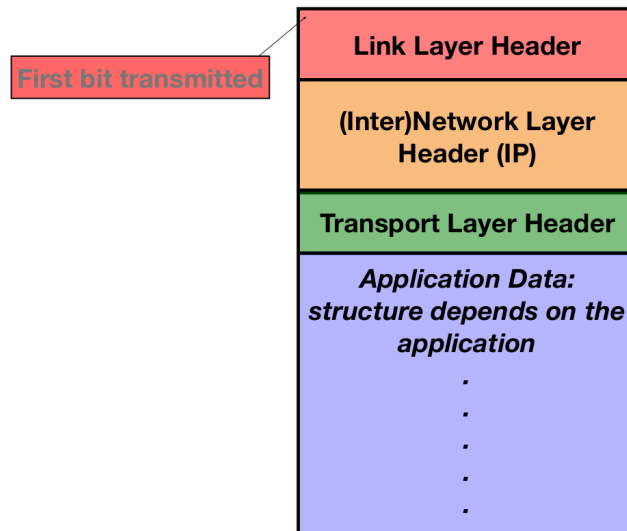 Link Layer Header
First bit transmitted
(Inter)Network Layer
Header (IP)
Transport Layer Header
Application Data:
structure depends on the
application
.
.
.
.
.